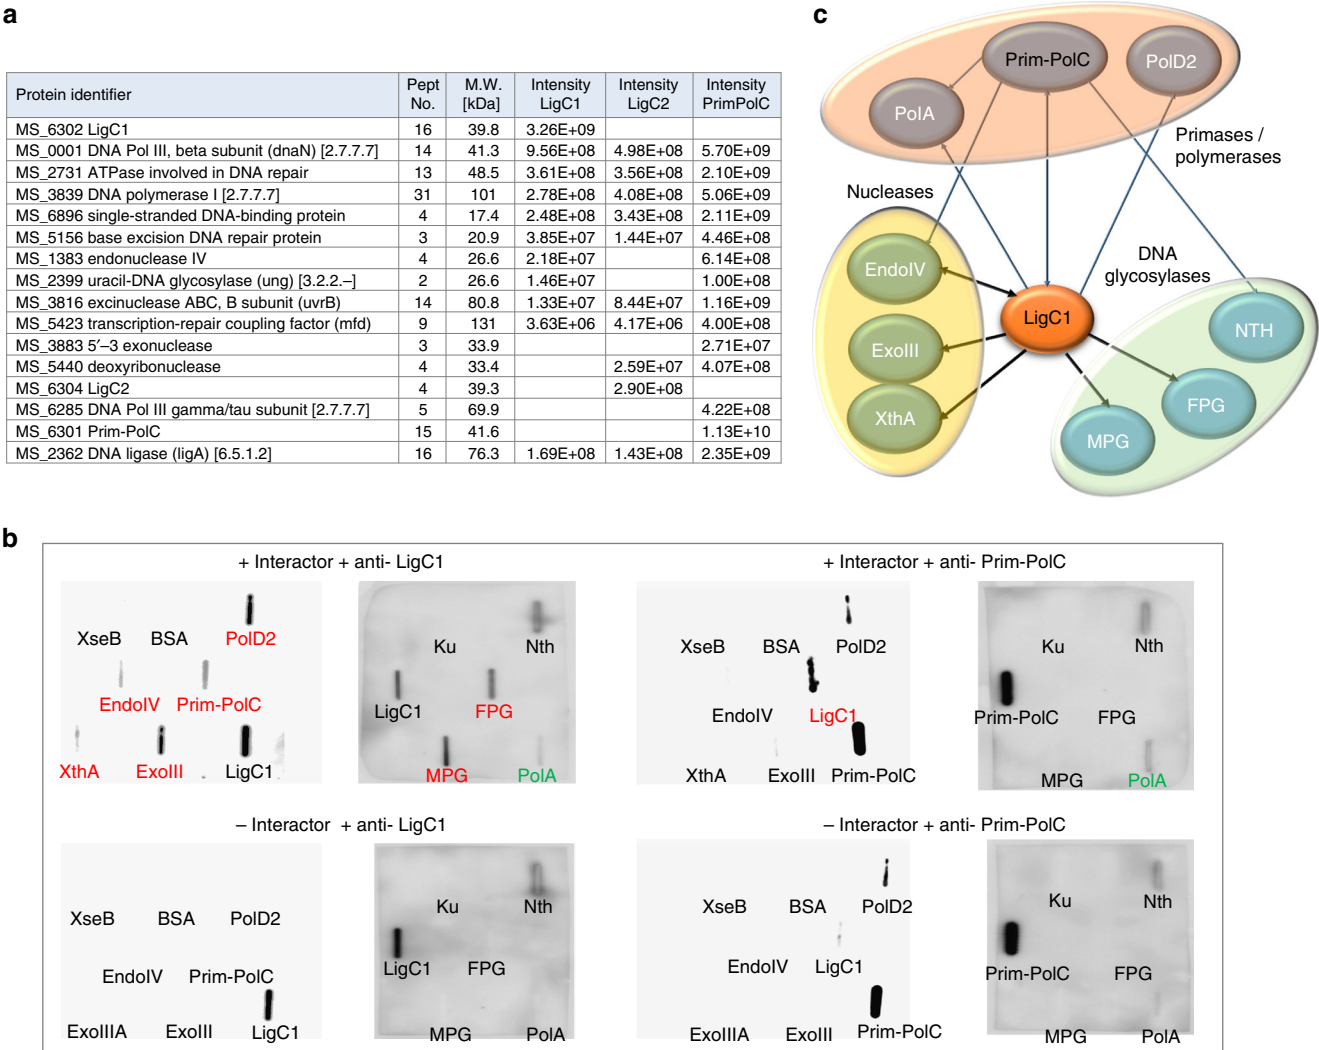 a
Protein identifier Pept No. M.W. [kDa] Intensity LigC1 Intensity LigC2 Intensity PrimPolC
MS_6302 LigC1 16 39.8 3.26E+09
MS_0001 DNA Pol III, beta subunit (dnaN) [2.7.7.7] 14 41.3 9.56E+08 4.98E+08 5.70E+09
MS_2731 ATPase involved in DNA repair 13 48.5 3.61E+08 3.56E+08 2.10E+09
MS_3839 DNA polymerase I [2.7.7.7] 31 101 2.78E+08 4.08E+08 5.06E+09
MS_6896 single-stranded DNA-binding protein 4 17.4 2.48E+08 3.43E+08 2.11E+09
MS_5156 base excision DNA repair protein 3 20.9 3.85E+07 1.44E+07 4.46E+08
MS_1383 endonuclease IV 4 26.6 2.18E+07 6.14E+08
MS_2399 uracil-DNA glycosylase (ung) [3.2.2.–] 2 26.6 1.46E+07 1.00E+08
MS_3816 excinuclease ABC, B subunit (uvrB) 14 80.8 1.33E+07 8.44E+07 1.16E+09
MS_5423 transcription-repair coupling factor (mfd) 9 131 3.63E+06 4.17E+06 4.00E+08
MS_3883 5′–3 exonuclease 3 33.9 2.71E+07
MS_5440 deoxyribonuclease 4 33.4 2.59E+07 4.07E+08
MS_6304 LigC2 4 39.3 2.90E+08
MS_6285 DNA Pol III gamma/tau subunit [2.7.7.7] 5 69.9 4.22E+08
MS_6301 Prim-PolC 15 41.6 1.13E+10
MS_2362 DNA ligase (ligA) [6.5.1.2] 16 76.3 1.69E+08 1.43E+08 2.35E+09
c
Prim-PolC
PolD2
PolA
Primases /
polymerases
Nucleases
DNA
glycosylases
EndoIV
LigC1
NTH
ExoIII
FPG
XthA
MPG
b
+ Interactor + anti- LigC1
XseB BSA PolD2
EndoIV Prim-PolC
XthA ExoIII LigC1
Ku Nth
LigC1 FPG
MPG PolA
+ Interactor + anti- Prim-PolC
XseB BSA PolD2
EndoIV LigC1
XthA ExoIII Prim-PolC
Ku Nth
Prim-PolC FPG
MPG PolA
– Interactor + anti- LigC1
XseB BSA PolD2
EndoIV Prim-PolC
ExoIIIA ExoIII LigC1
Ku Nth
LigC1 FPG
MPG PolA
– Interactor + anti- Prim-PolC
XseB BSA PolD2
EndoIV LigC1
ExoIIIA ExoIII Prim-PolC
Ku Nth
Prim-PolC FPG
MPG PolA